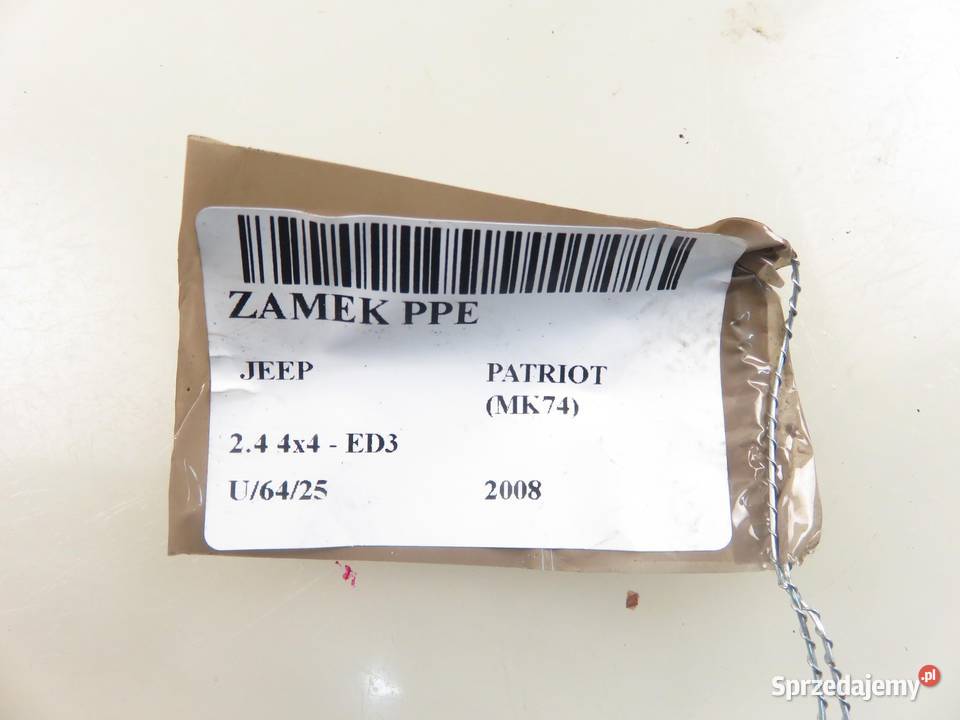 ZAMEK PPE
JEEP PATRIOT
(MK74)
2.4 4x4 - ED3
U/64/25 2008
Sprzedajemy.pl